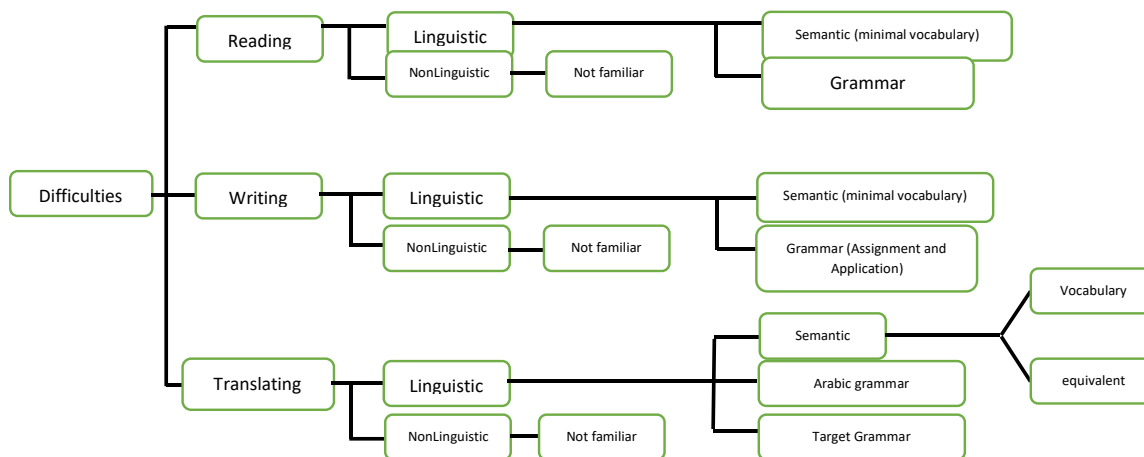 Reading
Linguistic
Semantic (minimal vocabulary)
NonLinguistic
Not familiar
Grammar
Difficulties
Writing
Linguistic
Semantic (minimal vocabulary)
NonLinguistic
Not familiar
Grammar (Assignment and
Application)
Translating
Linguistic
Semantic
Vocabulary
equivalent
Arabic grammar
Target Grammar
NonLinguistic
Not familiar